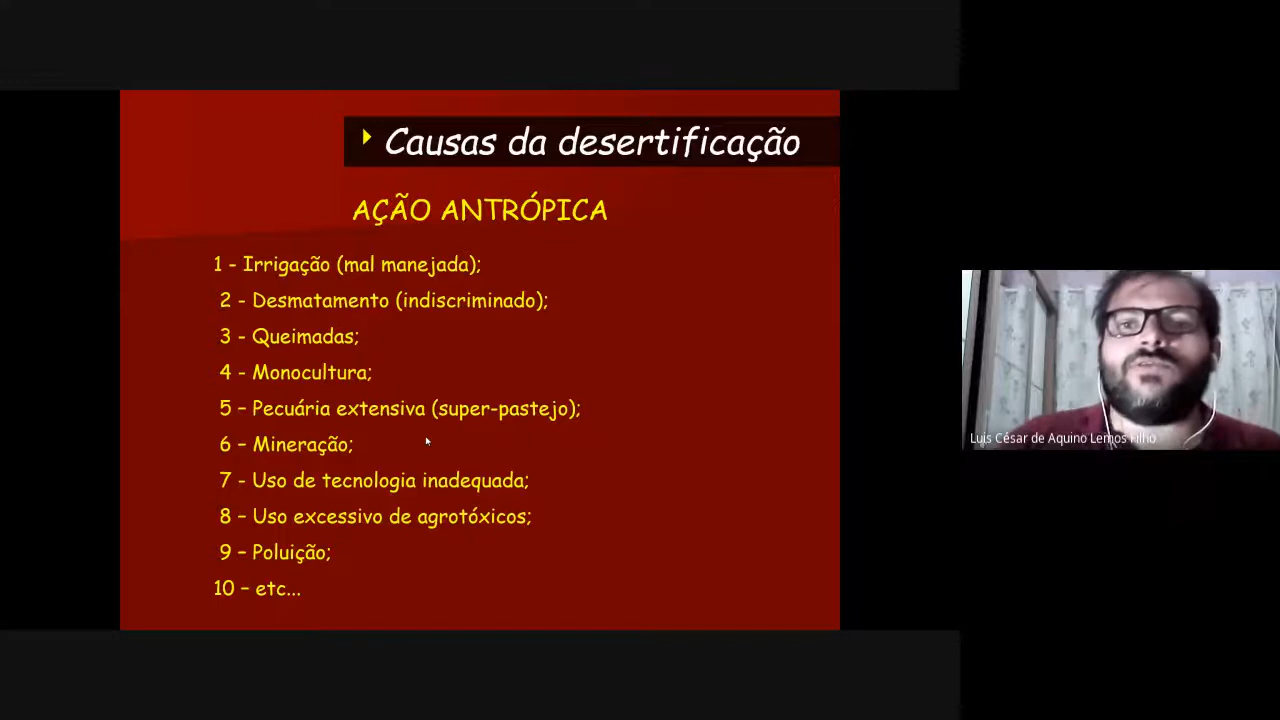 Causas da desertificação
AÇÃO ANTRÓPICA
1 - Irrigação (mal manejada);
2 - Desmatamento (indiscriminado);
3 - Queimadas;
4 - Monocultura;
5 – Pecuária extensiva (super-pastejo);
6 – Mineração;
7 - Uso de tecnologia inadequada;
8 – Uso excessivo de agrotóxicos;
9 – Poluição;
10 – etc...
Luis César de Aquino Lemos Filho